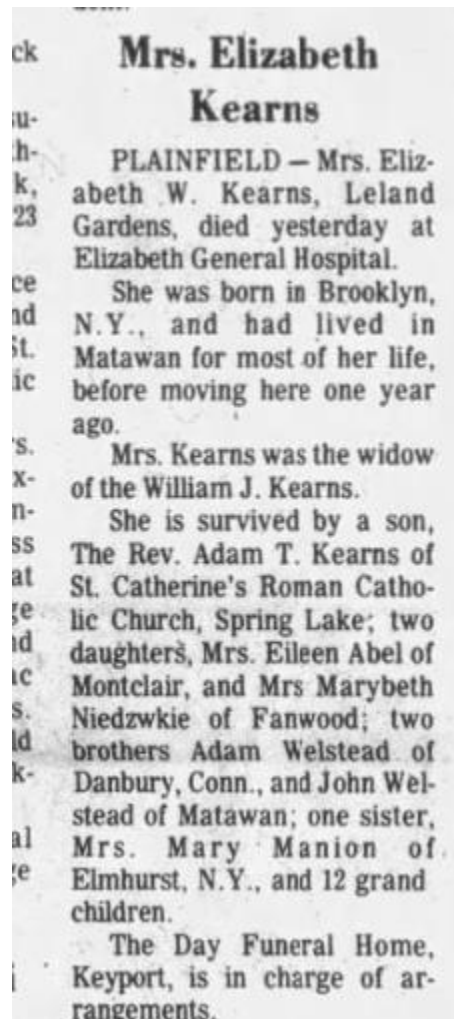 Mrs. Elizabeth
Kearns
PLAINFIELD — Mrs. Eliz-
abeth W. Kearns, Leland
Gardens, died yesterday at
Elizabeth General Hospital.
She was born in Brooklyn,
N.Y., and had lived in
Matawan for most of her life,
before moving here one year
ago.
Mrs. Kearns was the widow
of the William J. Kearns.
She is survived by a son,
The Rev. Adam T. Kearns of
St. Catherine's Roman Catho-
lic Church, Spring Lake; two
daughters, Mrs. Eileen Abel of
Montclair, and Mrs Marybeth
Niedzwkie of Fanwood; two
brothers Adam Welstead of
Danbury, Conn., and John Wel-
stead of Matawan; one sister,
Mrs. Mary Manion of
Elmhurst, N.Y., and 12 grand
children.
The Day Funeral Home,
Keyport, is in charge of ar-
rangements.